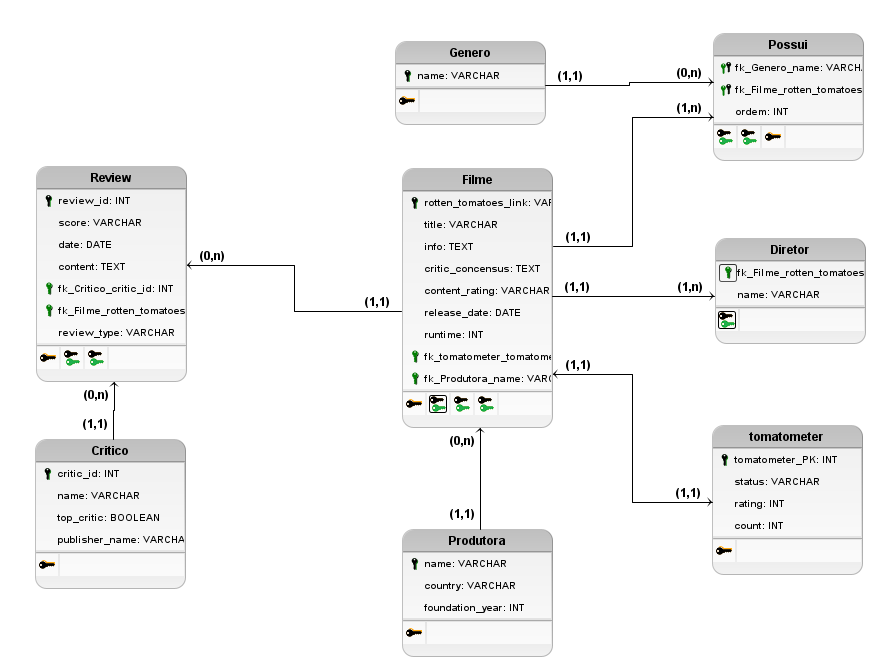 Genero
name: VARCHAR
(1,1)
(0,n)
Possui
fk_Genero_name: VARCH
fk_Filme_rotten_tomatoes
ordem: INT
(1,n)
(1,1)
Review
review_id: INT
score: VARCHAR
date: DATE
content: TEXT
fk_Critico_critic_id: INT
fk_Filme_rotten_tomatoes
review_type: VARCHAR
(0,n)
(1,1)
Filme
rotten_tomatoes_link: VAR
title: VARCHAR
info: TEXT
critic_concensus: TEXT
content_rating: VARCHAR
release_date: DATE
runtime: INT
fk_tomatometer_tomatome
fk_Produtora_name: VARC
(1,1)
(1,n)
Diretor
fk_Filme_rotten_tomatoes
name: VARCHAR
(1,1)
(1,1)
tomatometer
tomatometer_PK: INT
status: VARCHAR
rating: INT
count: INT
(0,n)
(1,1)
Critico
critic_id: INT
name: VARCHAR
top_critic: BOOLEAN
publisher_name: VARCHA
(0,n)
(1,1)
Produtora
name: VARCHAR
country: VARCHAR
foundation_year: INT